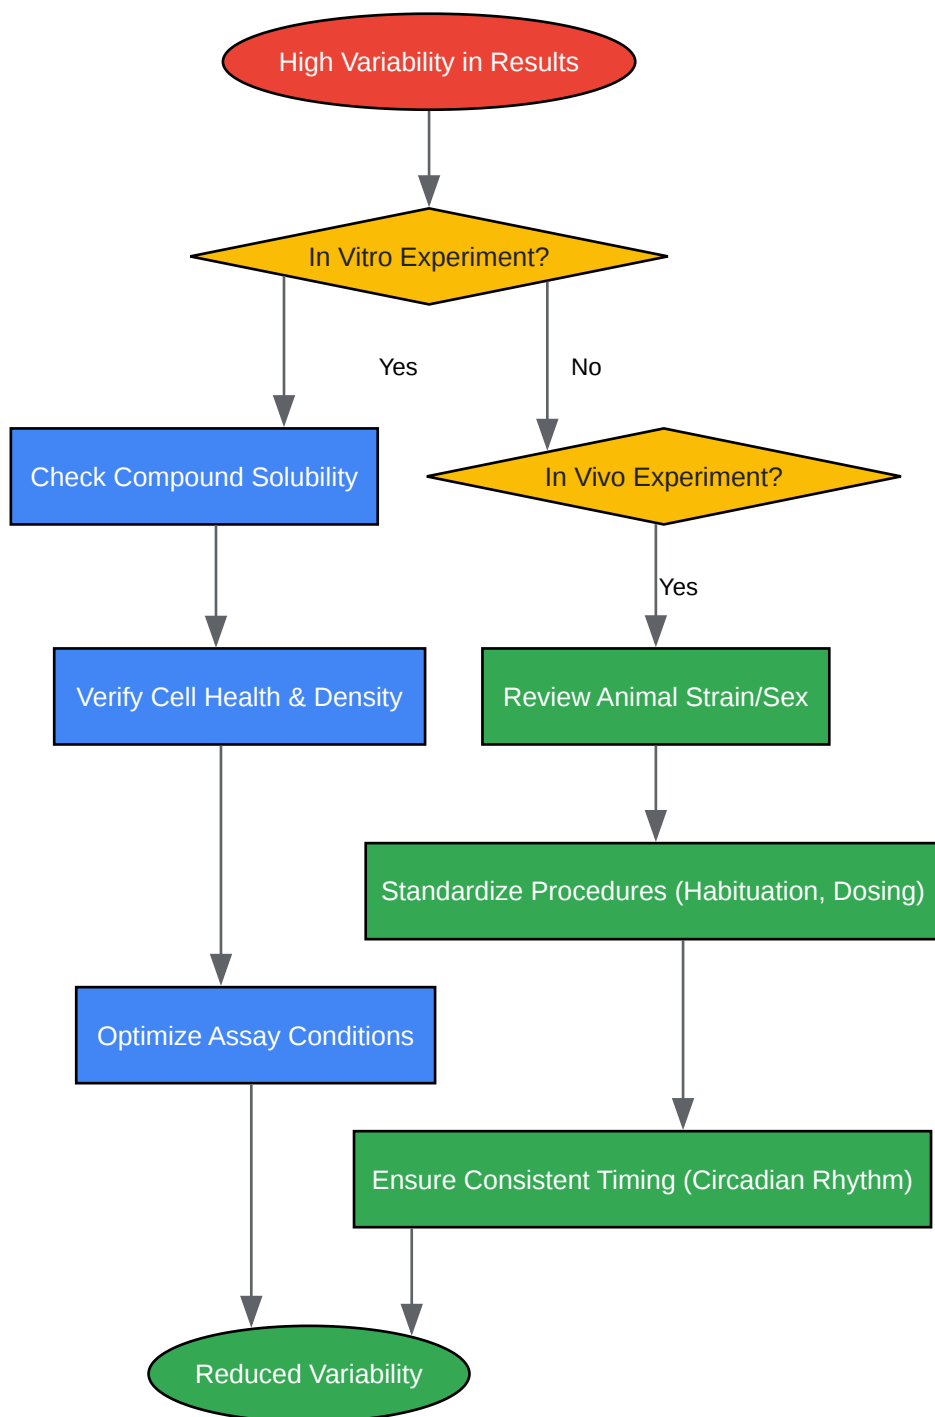 High Variability in Results
In Vitro Experiment?
Yes
No
Check Compound Solubility
In Vivo Experiment?
Yes
Verify Cell Health & Density
Review Animal Strain/Sex
Standardize Procedures (Habituation, Dosing)
Optimize Assay Conditions
Ensure Consistent Timing (Circadian Rhythm)
Reduced Variability